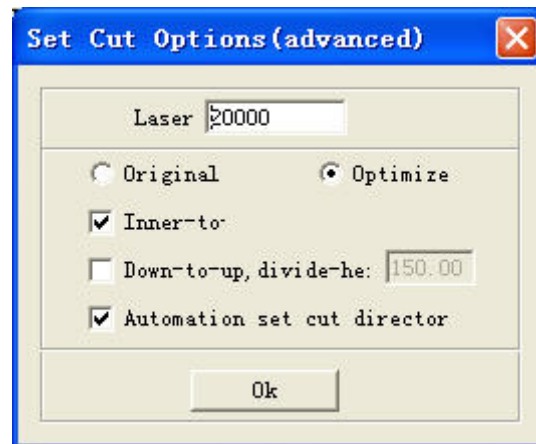 Set Cut Options(advanced)
Laser 20000
Original Optimize
Inner-to-
Down-to-up, divide-he: 150.00
Automation set cut director
Ok